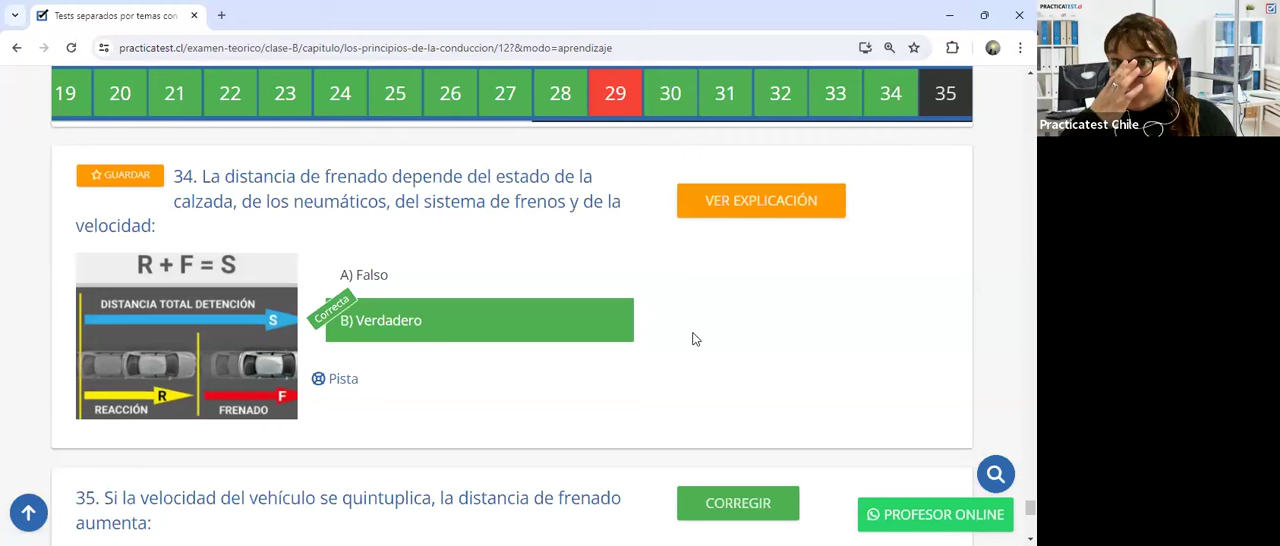 Tests separados por temas con
practicatest.cl/examen-teorico/clase-B/capitulo/los-principios-de-la-conduccion/127&modo=aprendizaje
PRACTICATEST.cl
Practicatest Chile
19 20 21 22 23 24 25 26 27 28 29 30 31 32 33 34 35
GUARDAR
34. La distancia de frenado depende del estado de la
calzada, de los neumáticos, del sistema de frenos y de la
velocidad:
VER EXPLICACIÓN
R + F = S
DISTANCIA TOTAL DETENCIÓN
S
R
F
REACCIÓN
FRENADO
A) Falso
Correcta
B) Verdadero
Pista
35. Si la velocidad del vehículo se quintuplica, la distancia de frenado
aumenta:
CORREGIR
PROFESOR ONLINE